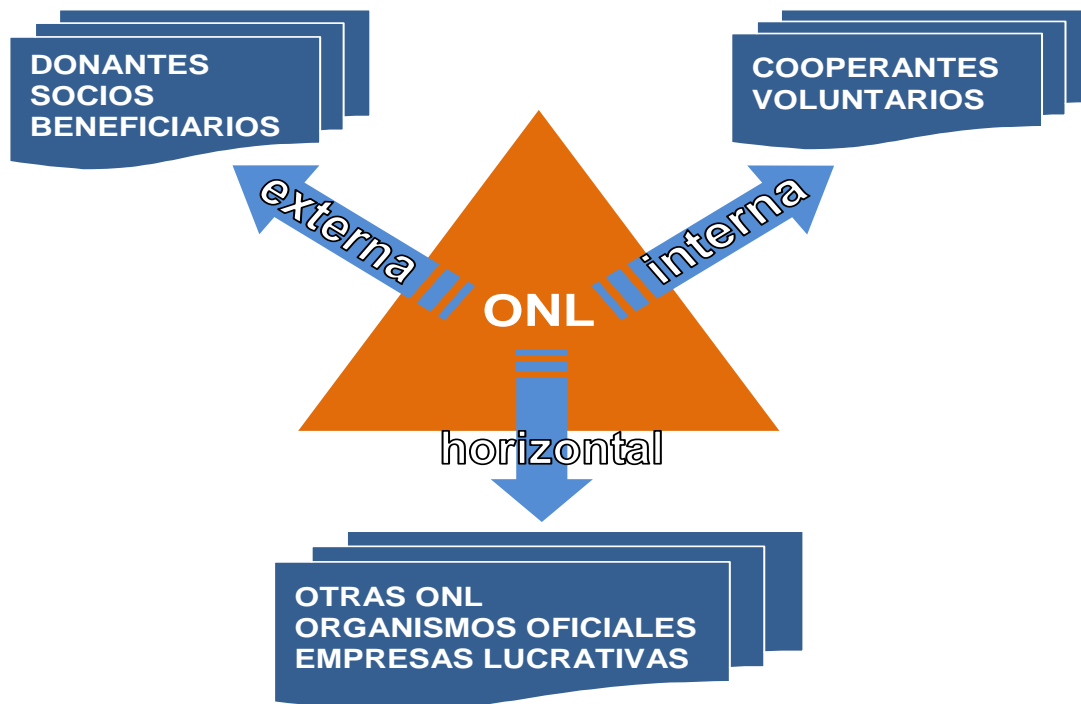 DONANTES
SOCIOS
BENEFICIARIOS
COOPERANTES
VOLUNTARIOS
externa
interna
ONL
horizontal
OTRAS ONL
ORGANISMOS OFICIALES
EMPRESAS LUCRATIVAS